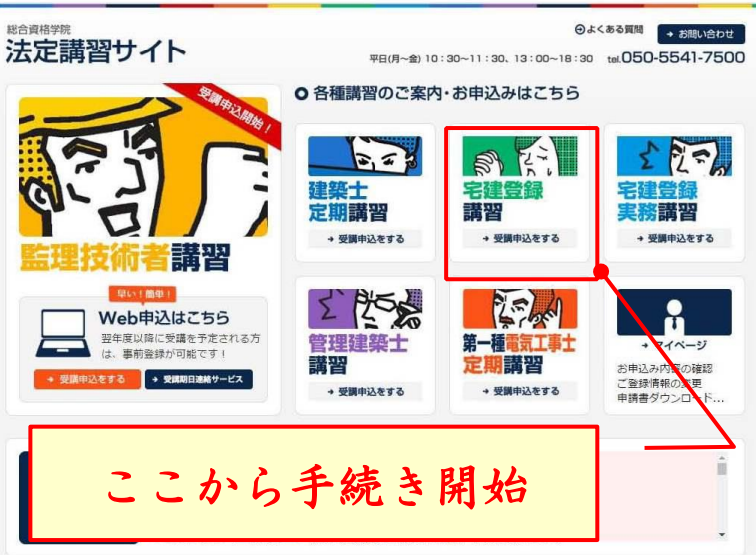 総合資格学院
法定講習サイト
よくある質問
→ お問い合わせ
平日(月~金) 10:30~11:30、13:00~18:30 tel.050-5541-7500
受講申込開始!
監理技術者講習
早い!簡単!
Web申込はこちら
翌年度以降に受講を予定される方
は、事前登録が可能です!
→ 受講申込をする
→ 受講期日連絡サービス
各種講習のご案内・お申込みはこちら
建築士
定期講習
→ 受講申込をする
宅建登録
講習
→ 受講申込をする
宅建登録
実務講習
→ 受講申込をする
管理建築士
講習
→ 受講申込をする
第一種電気工事士
定期講習
→ 受講申込をする
→ マイページ
お申込み内容の確認
ご登録情報の変更
申請書ダウンロード...
ここから手続き開始